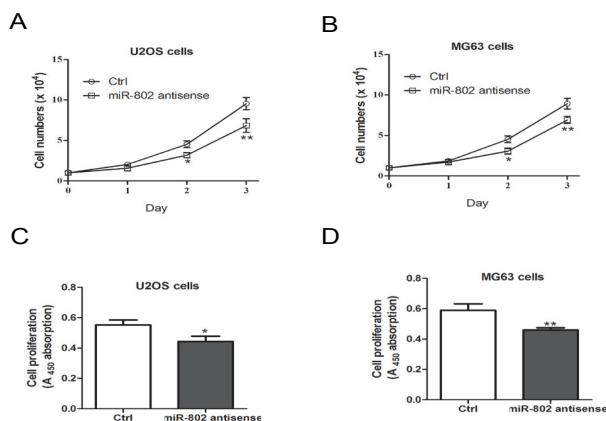 A
U2OS cells
Cell numbers (x 10⁴)
15
10
5
0
Ctrl
miR-802 antisense
*
**
0 1 2 3
Day
B
MG63 cells
Cell numbers (x 10⁴)
15
10
5
0
Ctrl
miR-802 antisense
*
**
0 1 2 3
Day
C
U2OS cells
Cell proliferation
(A 450 absorption)
0.8
0.6
0.4
0.2
0.0
*
Ctrl miR-802 antisense
D
MG63 cells
Cell proliferation
(A 450 absorption)
0.8
0.6
0.4
0.2
0.0
**
Ctrl miR-802 antisense